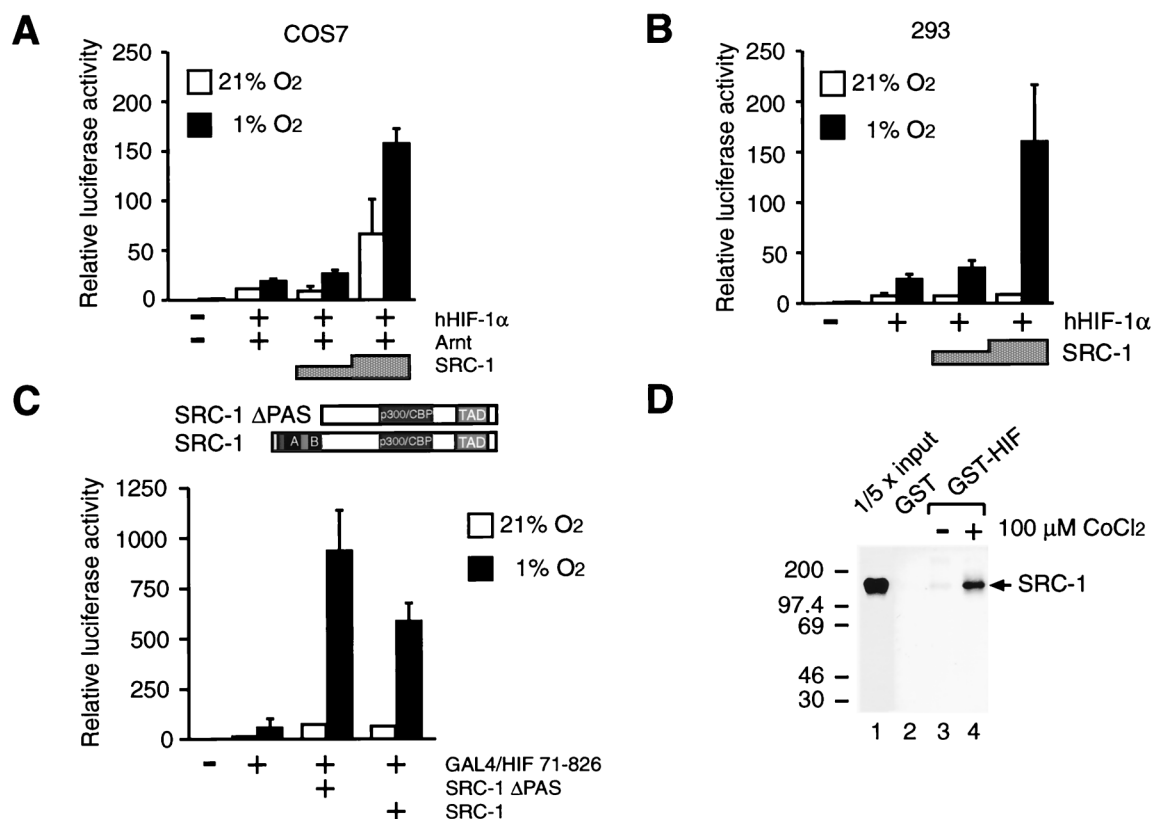 A
COS7
Relative luciferase activity
250
200
150
100
50
0
21% O2
1% O2
- + + + hHIF-1α
- + + + Arnt
SRC-1
B
293
Relative luciferase activity
250
200
150
100
50
0
21% O2
1% O2
- + + + hHIF-1α
SRC-1
C
SRC-1 ΔPAS p300/CBP TAD
SRC-1 A B p300/CBP TAD
Relative luciferase activity
1250
1000
750
500
250
0
21% O2
1% O2
- + + + GAL4/HIF 71-826
+ SRC-1 ΔPAS
+ SRC-1
D
1/5 x input
GST
GST-HIF
- + 100 μM CoCl2
200
97.4
69
46
30
SRC-1
1 2 3 4